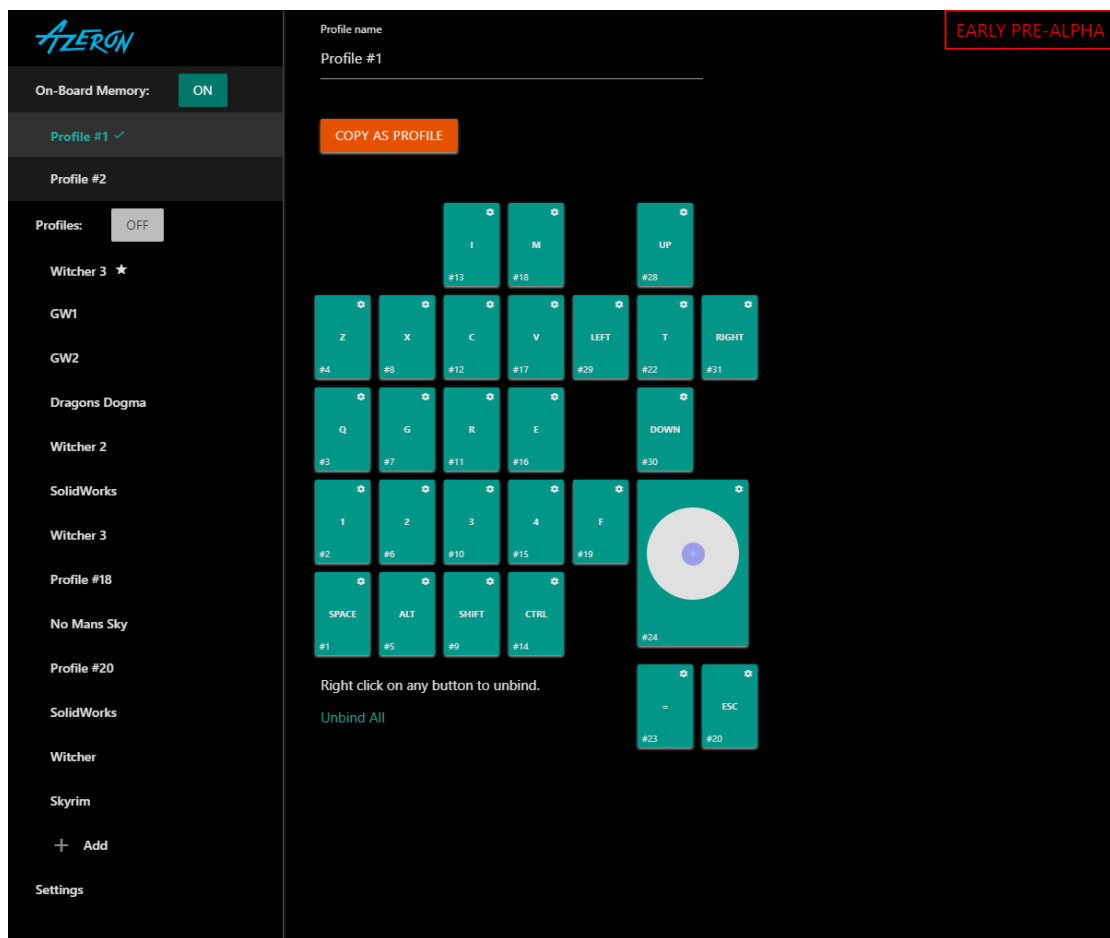 AZERON
On-Board Memory: ON
Profile #1
Profile #2
Profiles: OFF
Witcher 3
GW1
GW2
Dragons Dogma
Witcher 2
SolidWorks
Witcher 3
Profile #18
No Mans Sky
Profile #20
SolidWorks
Witcher
Skyrim
+ Add
Settings
Profile name
Profile #1
EARLY PRE-ALPHA
COPY AS PROFILE
I M UP
#13 #18 #28
Z X C V LEFT T RIGHT
#4 #8 #12 #17 #29 #22 #31
Q G R E DOWN
#3 #7 #11 #16 #30
1 2 3 4 F
#2 #6 #10 #15 #19
SPACE ALT SHIFT CTRL
#1 #5 #9 #14 #24
Right click on any button to unbind.
Unbind All
= ESC
#23 #20